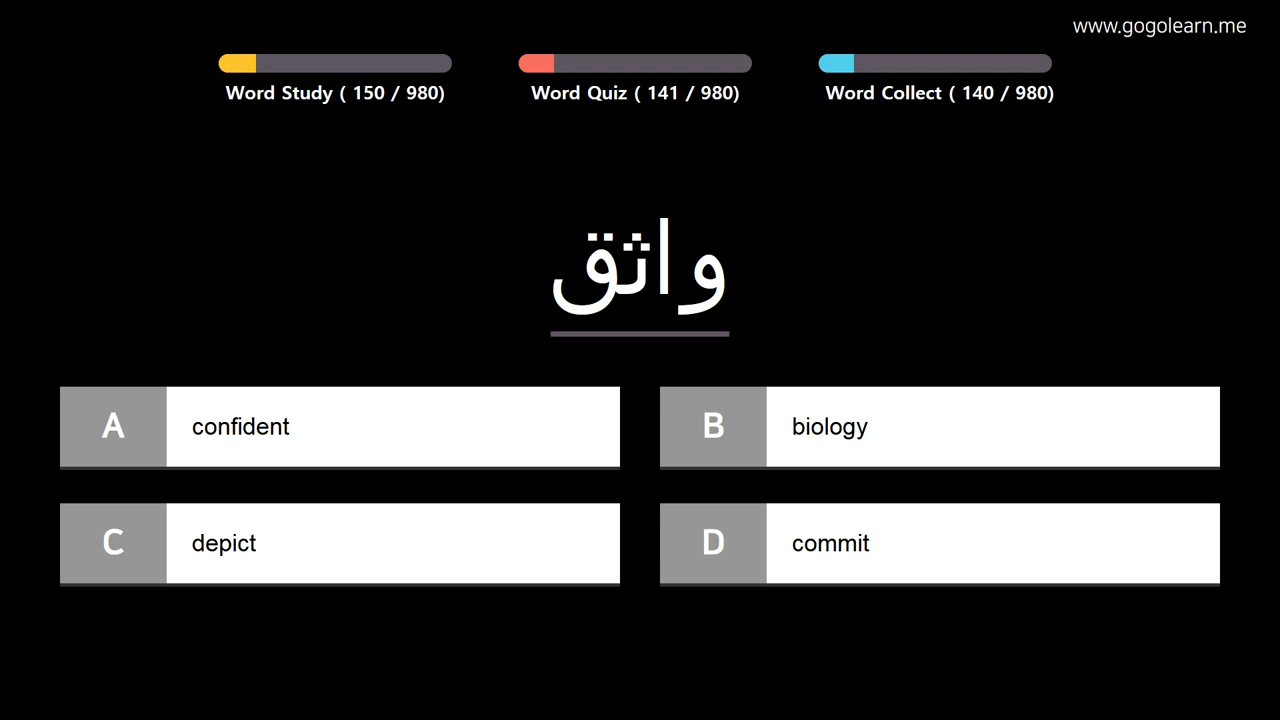 www.gogolearn.me
Word Study ( 150 / 980)
Word Quiz ( 141 / 980)
Word Collect ( 140 / 980)
واثق
A confident
B biology
C depict
D commit